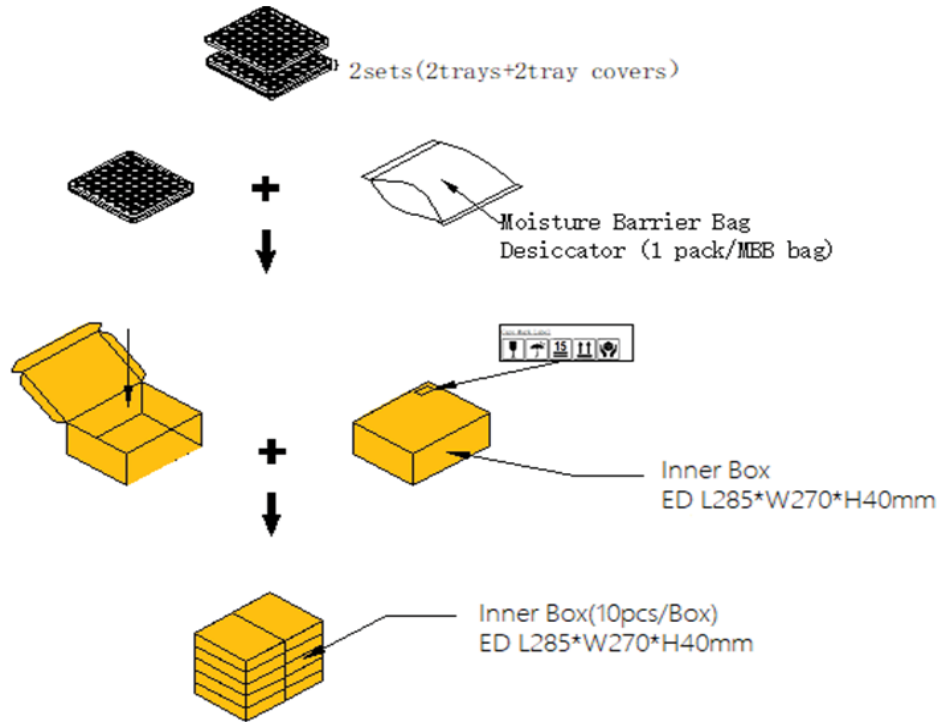 2sets(2trays+2tray covers)
Moisture Barrier Bag
Desiccator (1 pack/MBB bag)
15
Inner Box
ED L285*W270*H40mm
Inner Box(10pcs/Box)
ED L285*W270*H40mm